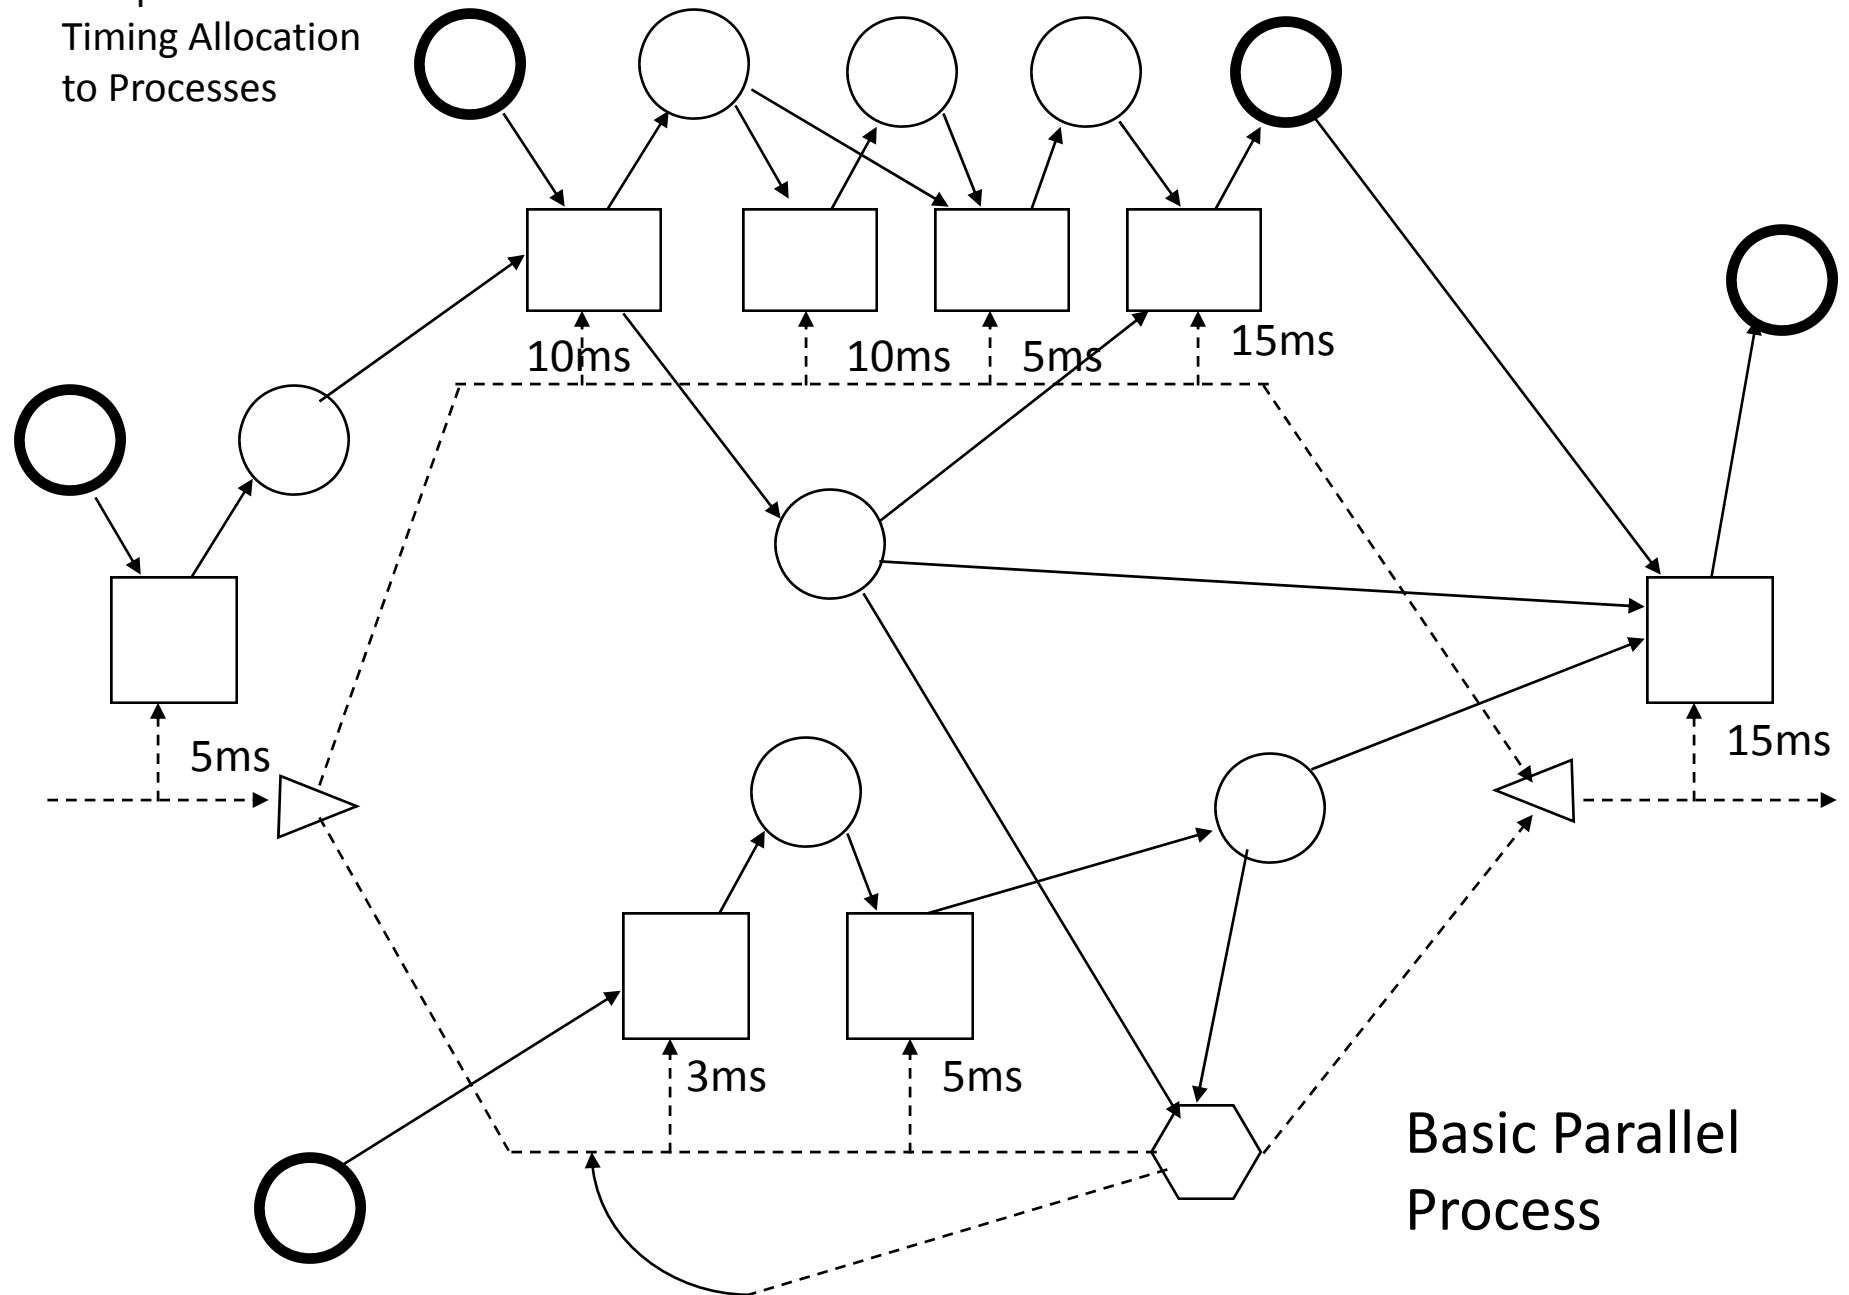 Timing Allocation
to Processes
10ms
10ms
5ms
15ms
5ms
15ms
3ms
5ms
Basic Parallel
Process